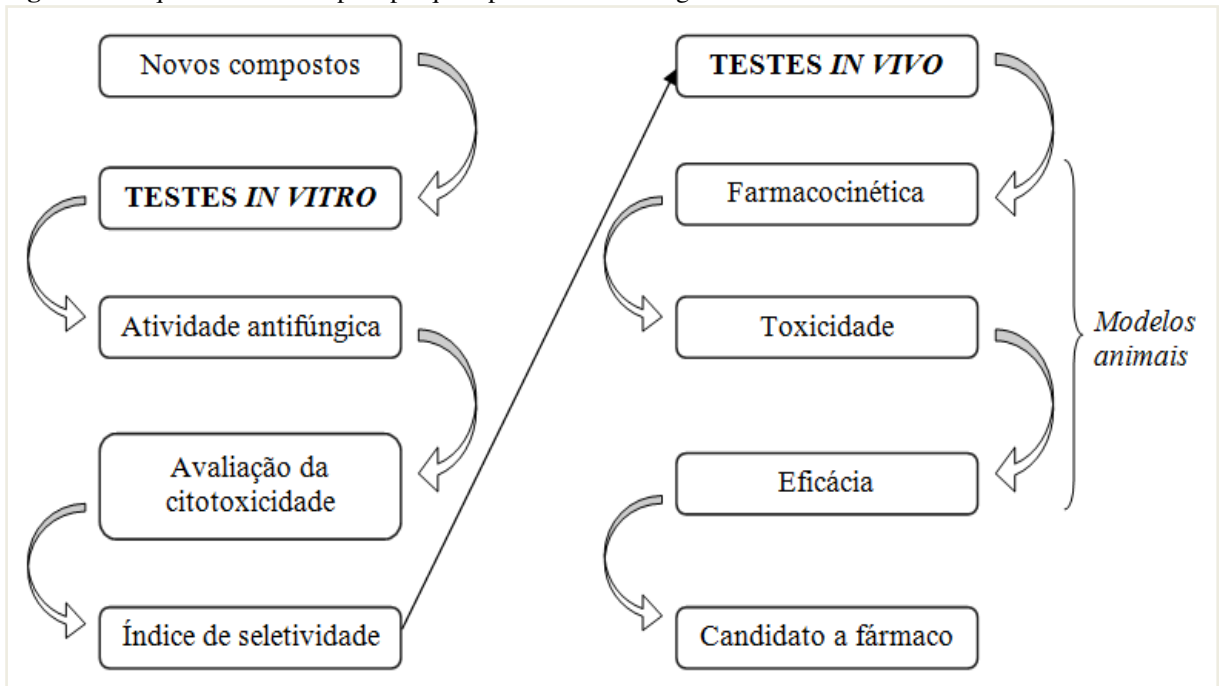 Novos compostos
TESTES IN VITRO
Atividade antifúngica
Avaliação da
citotoxicidade
Índice de seletividade
TESTES IN VIVO
Farmacocinética
Toxicidade
Eficácia
Candidato a fármaco
Modelos
animais